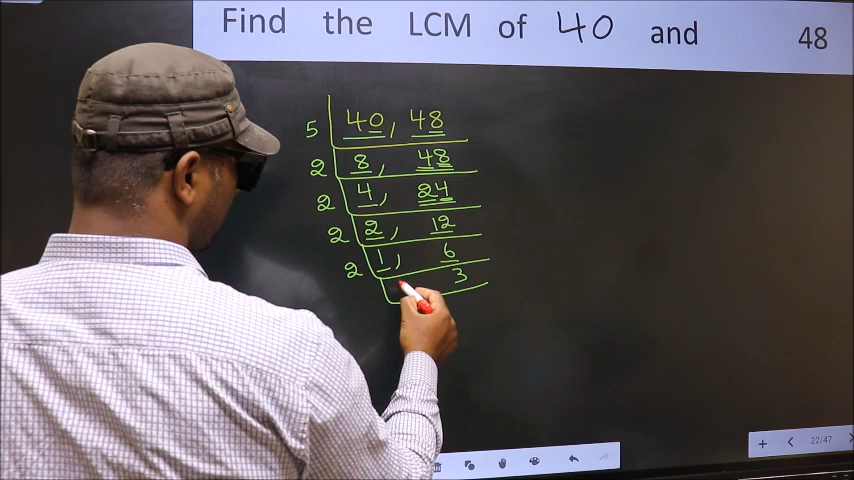 Find the LCM of 40 and 48
5 40, 48
2 8, 48
2 4, 24
2 2, 12
2 1, 6
3
22/47